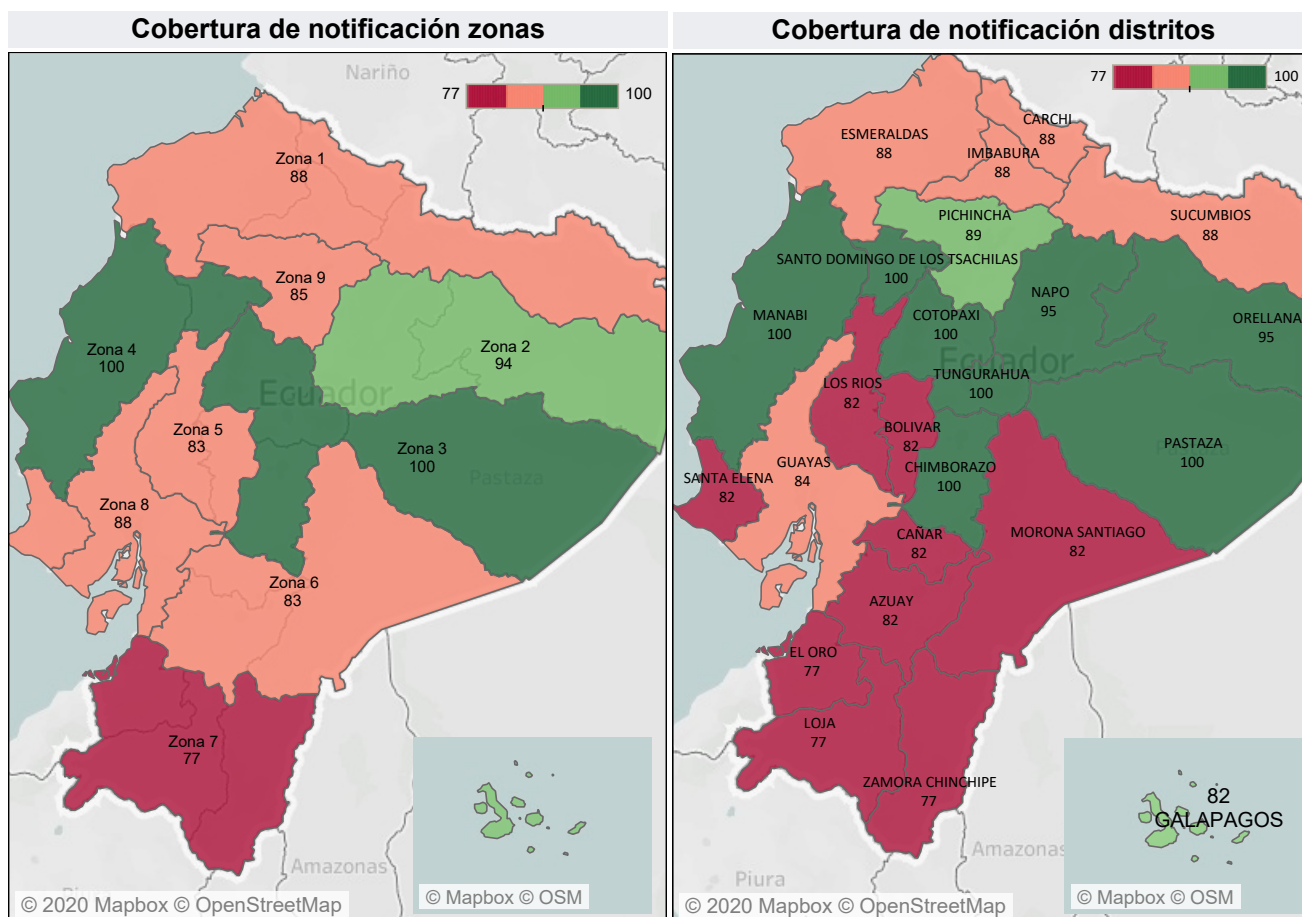 Cobertura de notificación zonas
Nariño
77
100
Zona 1
88
Zona 9
85
Zona 4
100
Zona 2
94
Ecuador
Zona 5
83
Zona 3
100
Pastaza
Zona 8
88
Zona 6
83
Zona 7
77
Amazonas
Piura
© Mapbox © OSM
© 2020 Mapbox © OpenStreetMap
Cobertura de notificación distritos
77
100
CARCHI
88
ESMERALDAS
88
IMBABURA
88
PICHINCHA
89
SUCUMBIOS
88
SANTO DOMINGO DE LOS TSACHILAS
100
NAPO
95
MANABI
100
COTOPAXI
100
ORELLANA
95
Ecuador
TUNGURAHUA
100
LOS RIOS
82
BOLIVAR
82
PASTAZA
100
GUAYAS
84
CHIMBORAZO
100
SANTA ELENA
82
CAÑAR
82
MORONA SANTIAGO
82
AZUAY
82
EL ORO
77
LOJA
77
ZAMORA CHINCHIPE
77
82
GALAPAGOS
Amazonas
Piura
© Mapbox © OSM
© 2020 Mapbox © OpenStreetMap